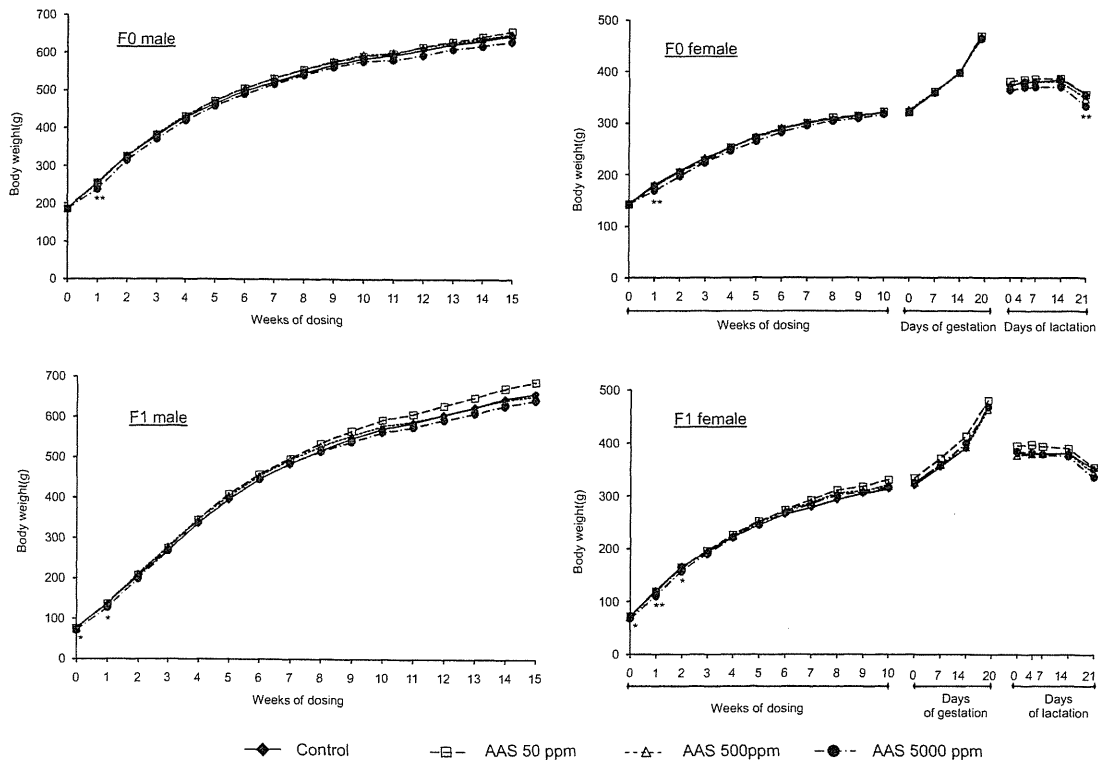 F0 male
Body weight(g)
700
600
500
400
300
200
100
0
**
0 1 2 3 4 5 6 7 8 9 10 11 12 13 14 15
Weeks of dosing
F0 female
Body weight(g)
500
400
300
200
100
0
**
**
0 1 2 3 4 5 6 7 8 9 10
0 7 14 20
0 4 7 14 21
Weeks of dosing
Days of gestation
Days of lactation
F1 male
Body weight(g)
700
600
500
400
300
200
100
0
*
*
0 1 2 3 4 5 6 7 8 9 10 11 12 13 14 15
Weeks of dosing
F1 female
Body weight(g)
500
400
300
200
100
0
*
**
*
0 1 2 3 4 5 6 7 8 9 10
0 7 14 20
0 4 7 14 21
Weeks of dosing
Days
of gestation
Days
of lactation
Control
AAS 50 ppm
AAS 500ppm
AAS 5000 ppm